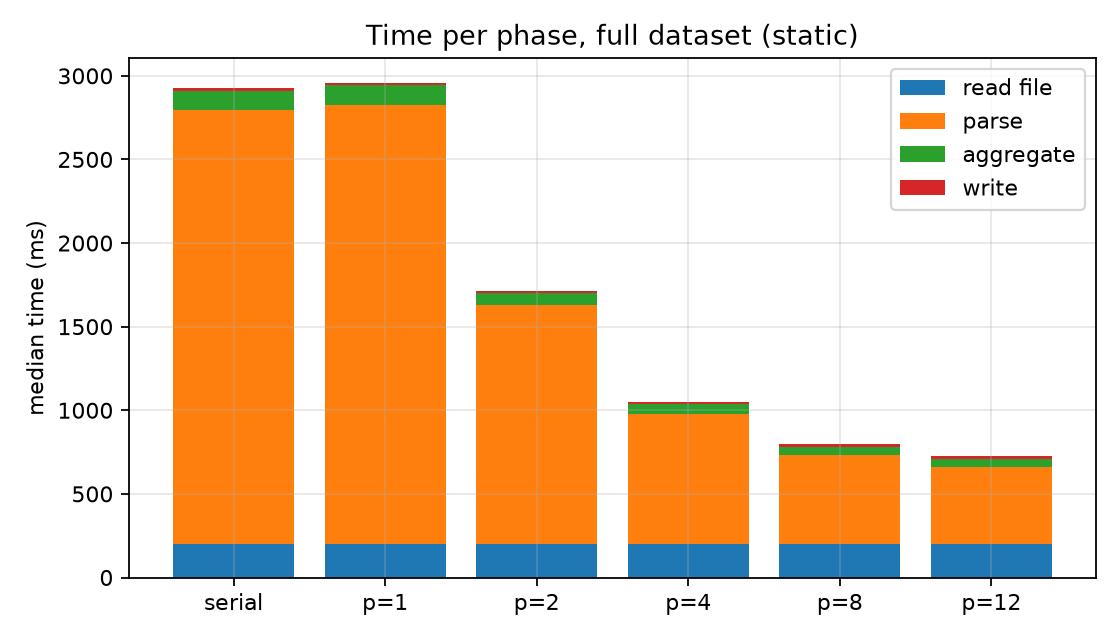 Time per phase, full dataset (static)
median time (ms)
3000
2500
2000
1500
1000
500
0
read file
parse
aggregate
write
serial
p=1
p=2
p=4
p=8
p=12